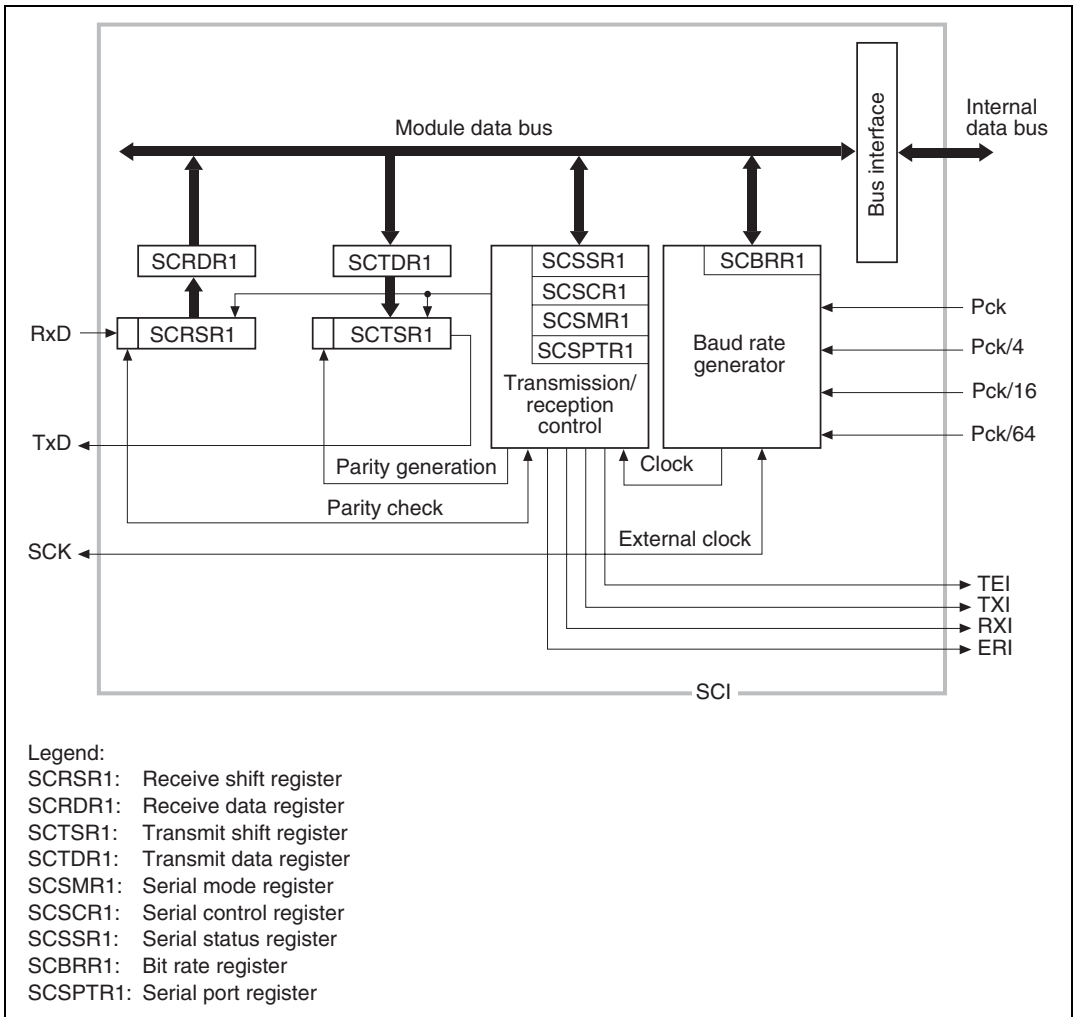 Module data bus
Bus interface
Internal
data bus
SCRDR1
SCTDR1
SCSSR1
SCSCR1
SCSMR1
SCSPTR1
Transmission/
reception
control
SCBRR1
Baud rate
generator
RxD
SCRSR1
SCTSR1
Pck
Pck/4
Pck/16
Pck/64
TxD
Parity generation
Clock
Parity check
SCK
External clock
TEI
TXI
RXI
ERI
SCI
Legend:
SCRSR1: Receive shift register
SCRDR1: Receive data register
SCTSR1: Transmit shift register
SCTDR1: Transmit data register
SCSMR1: Serial mode register
SCSCR1: Serial control register
SCSSR1: Serial status register
SCBRR1: Bit rate register
SCSPTR1: Serial port register